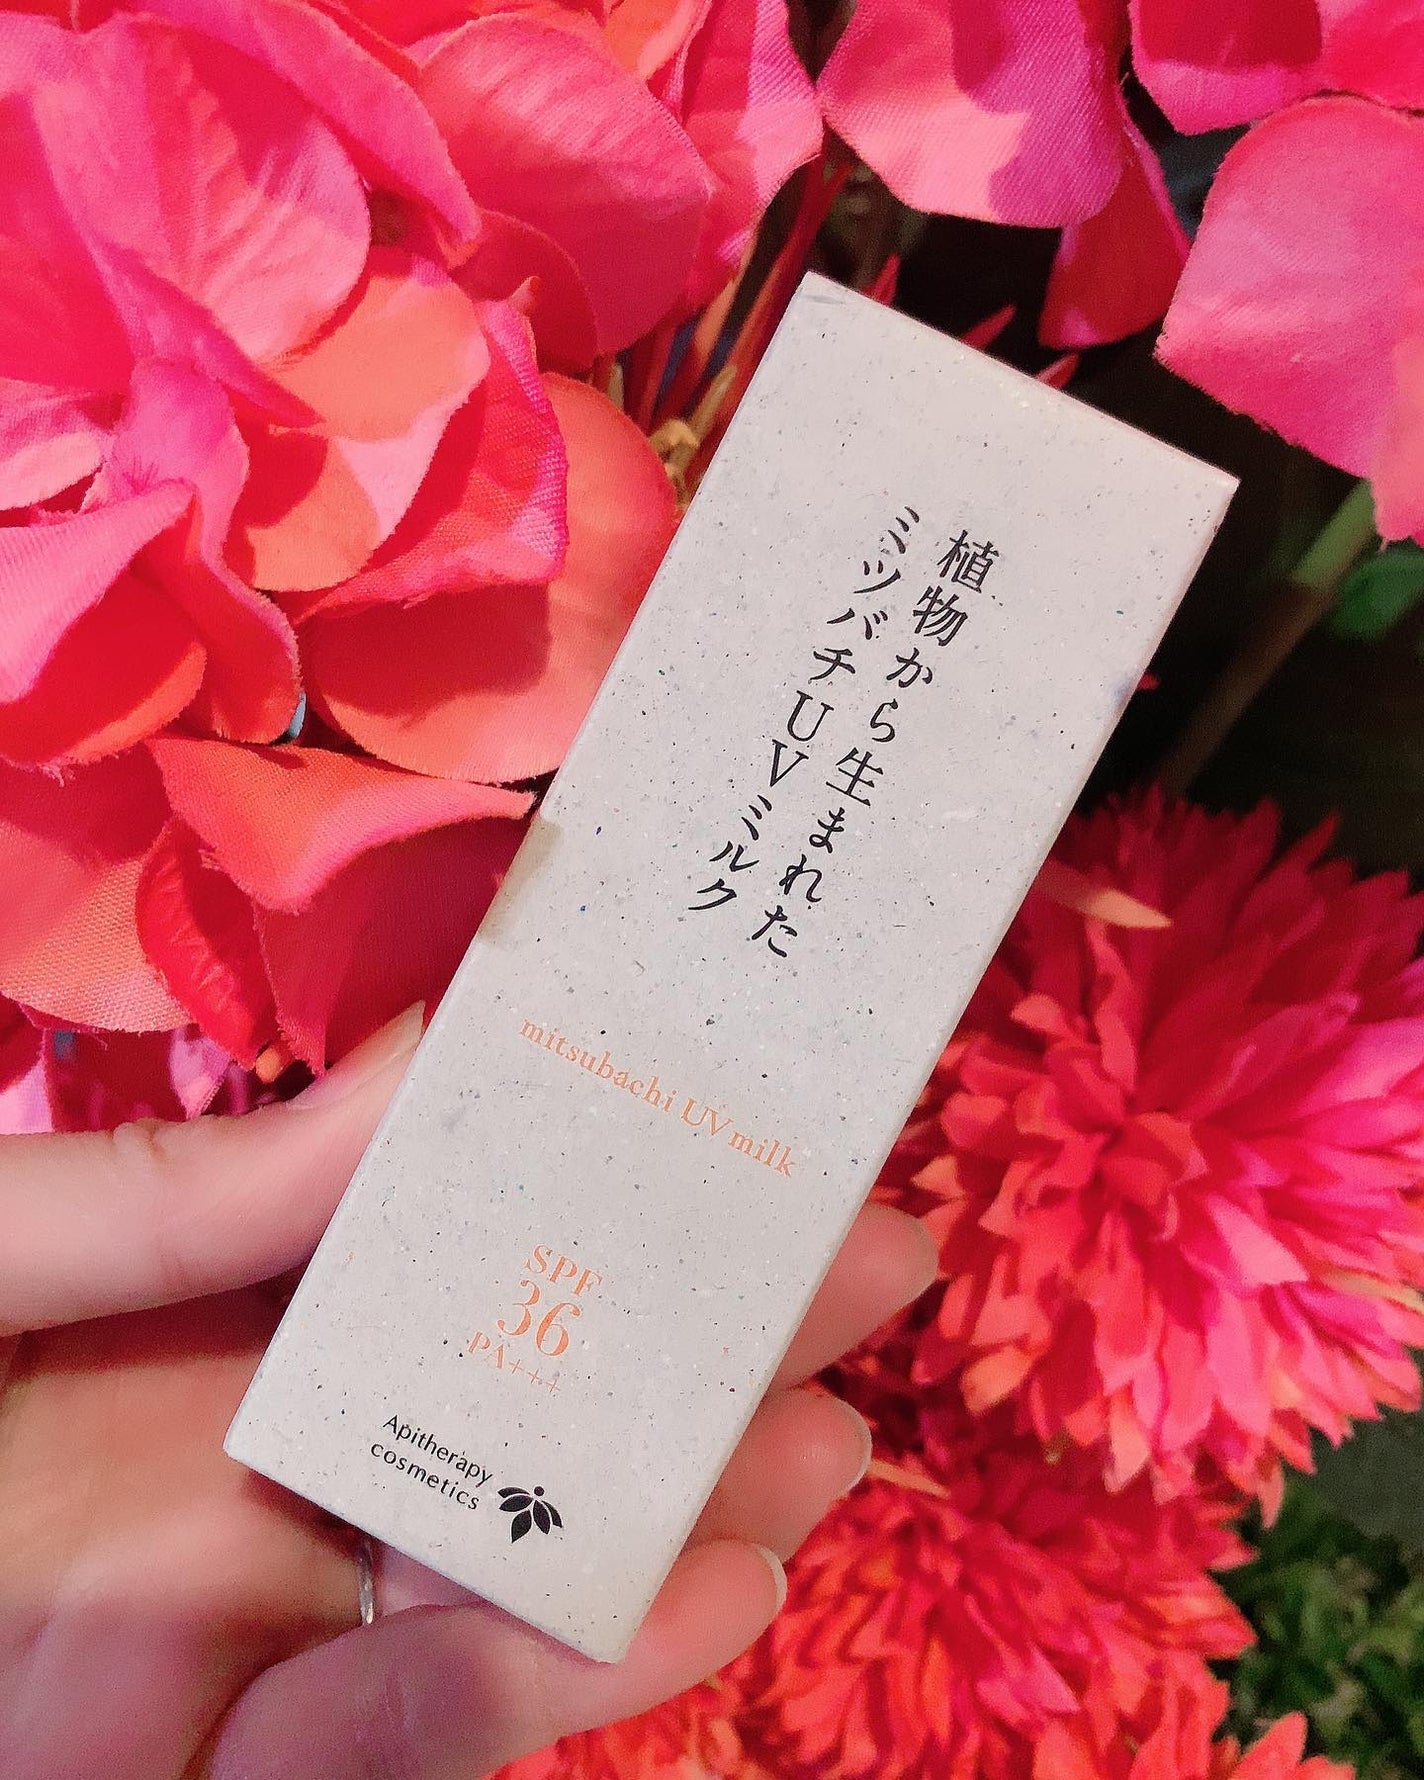 植物から生まれた
ミツバチUVミルク
mitsubachi UV milk
SPF
36
PA+++
Apitherapy
cosmetics